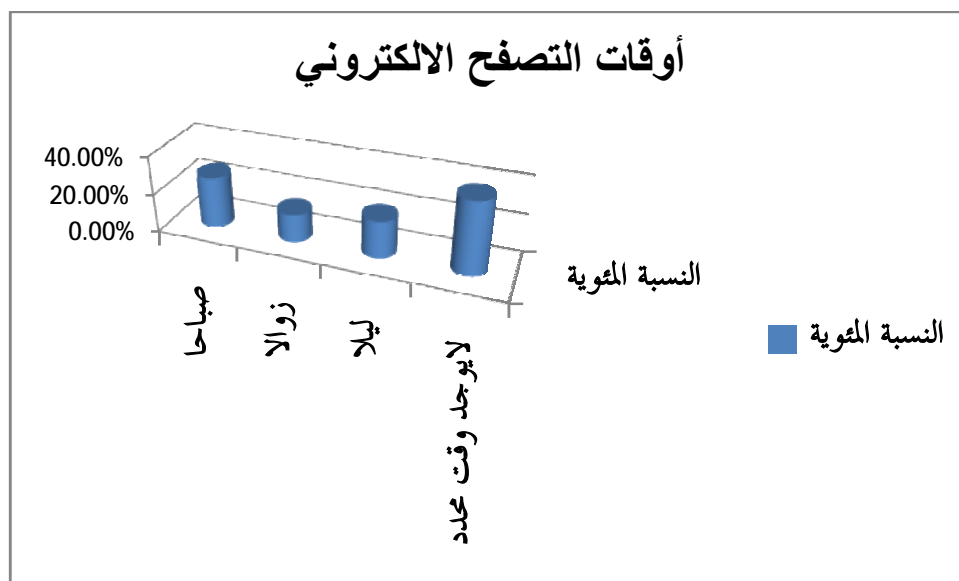 أوقات التصفح الالكتروني
40.00%
20.00%
0.00%
صباحا
زوالا
ليلا
لايوجد وقت محدد
النسبة المئوية
النسبة المئوية